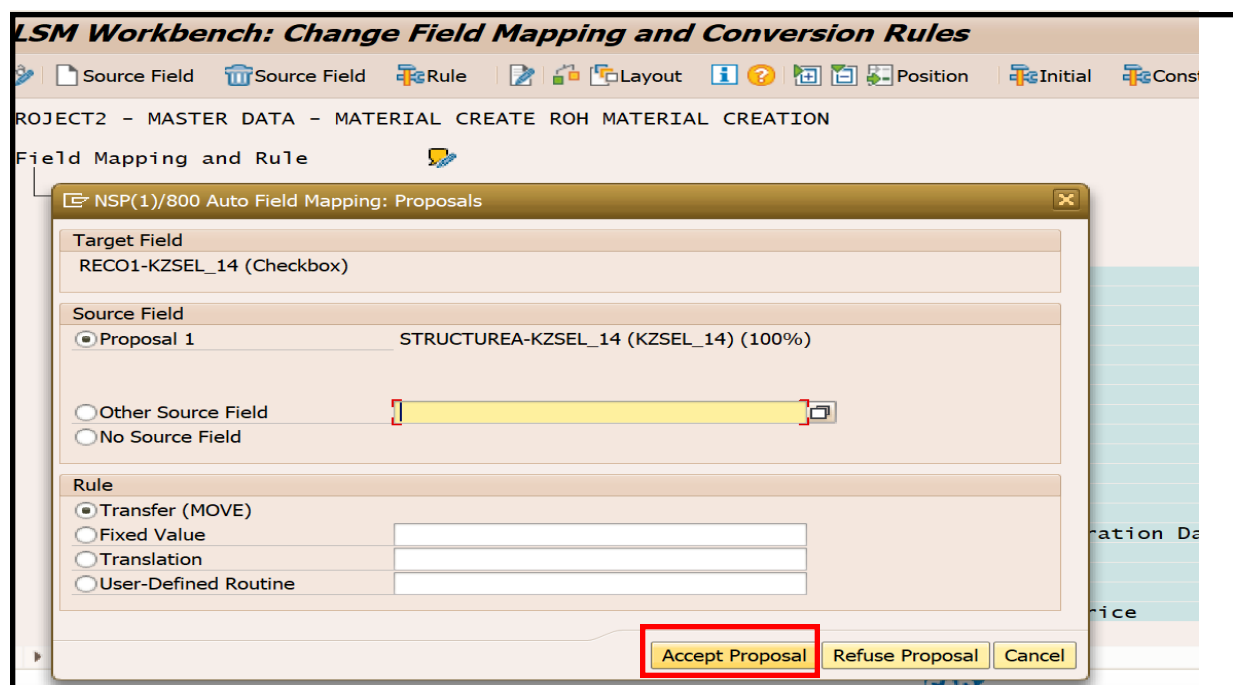 LSM Workbench: Change Field Mapping and Conversion Rules
Source Field Source Field Rule Layout Position Initial Const
ROJECT2 - MASTER DATA - MATERIAL CREATE ROH MATERIAL CREATION
Field Mapping and Rule
NSP(1)/800 Auto Field Mapping: Proposals
Target Field
RECO1-KZSEL_14 (Checkbox)
Source Field
Proposal 1 STRUCTUREA-KZSEL_14 (KZSEL_14) (100%)
Other Source Field
No Source Field
Rule
Transfer (MOVE)
Fixed Value
ration Da
Translation
User-Defined Routine
rice
Accept Proposal Refuse Proposal Cancel